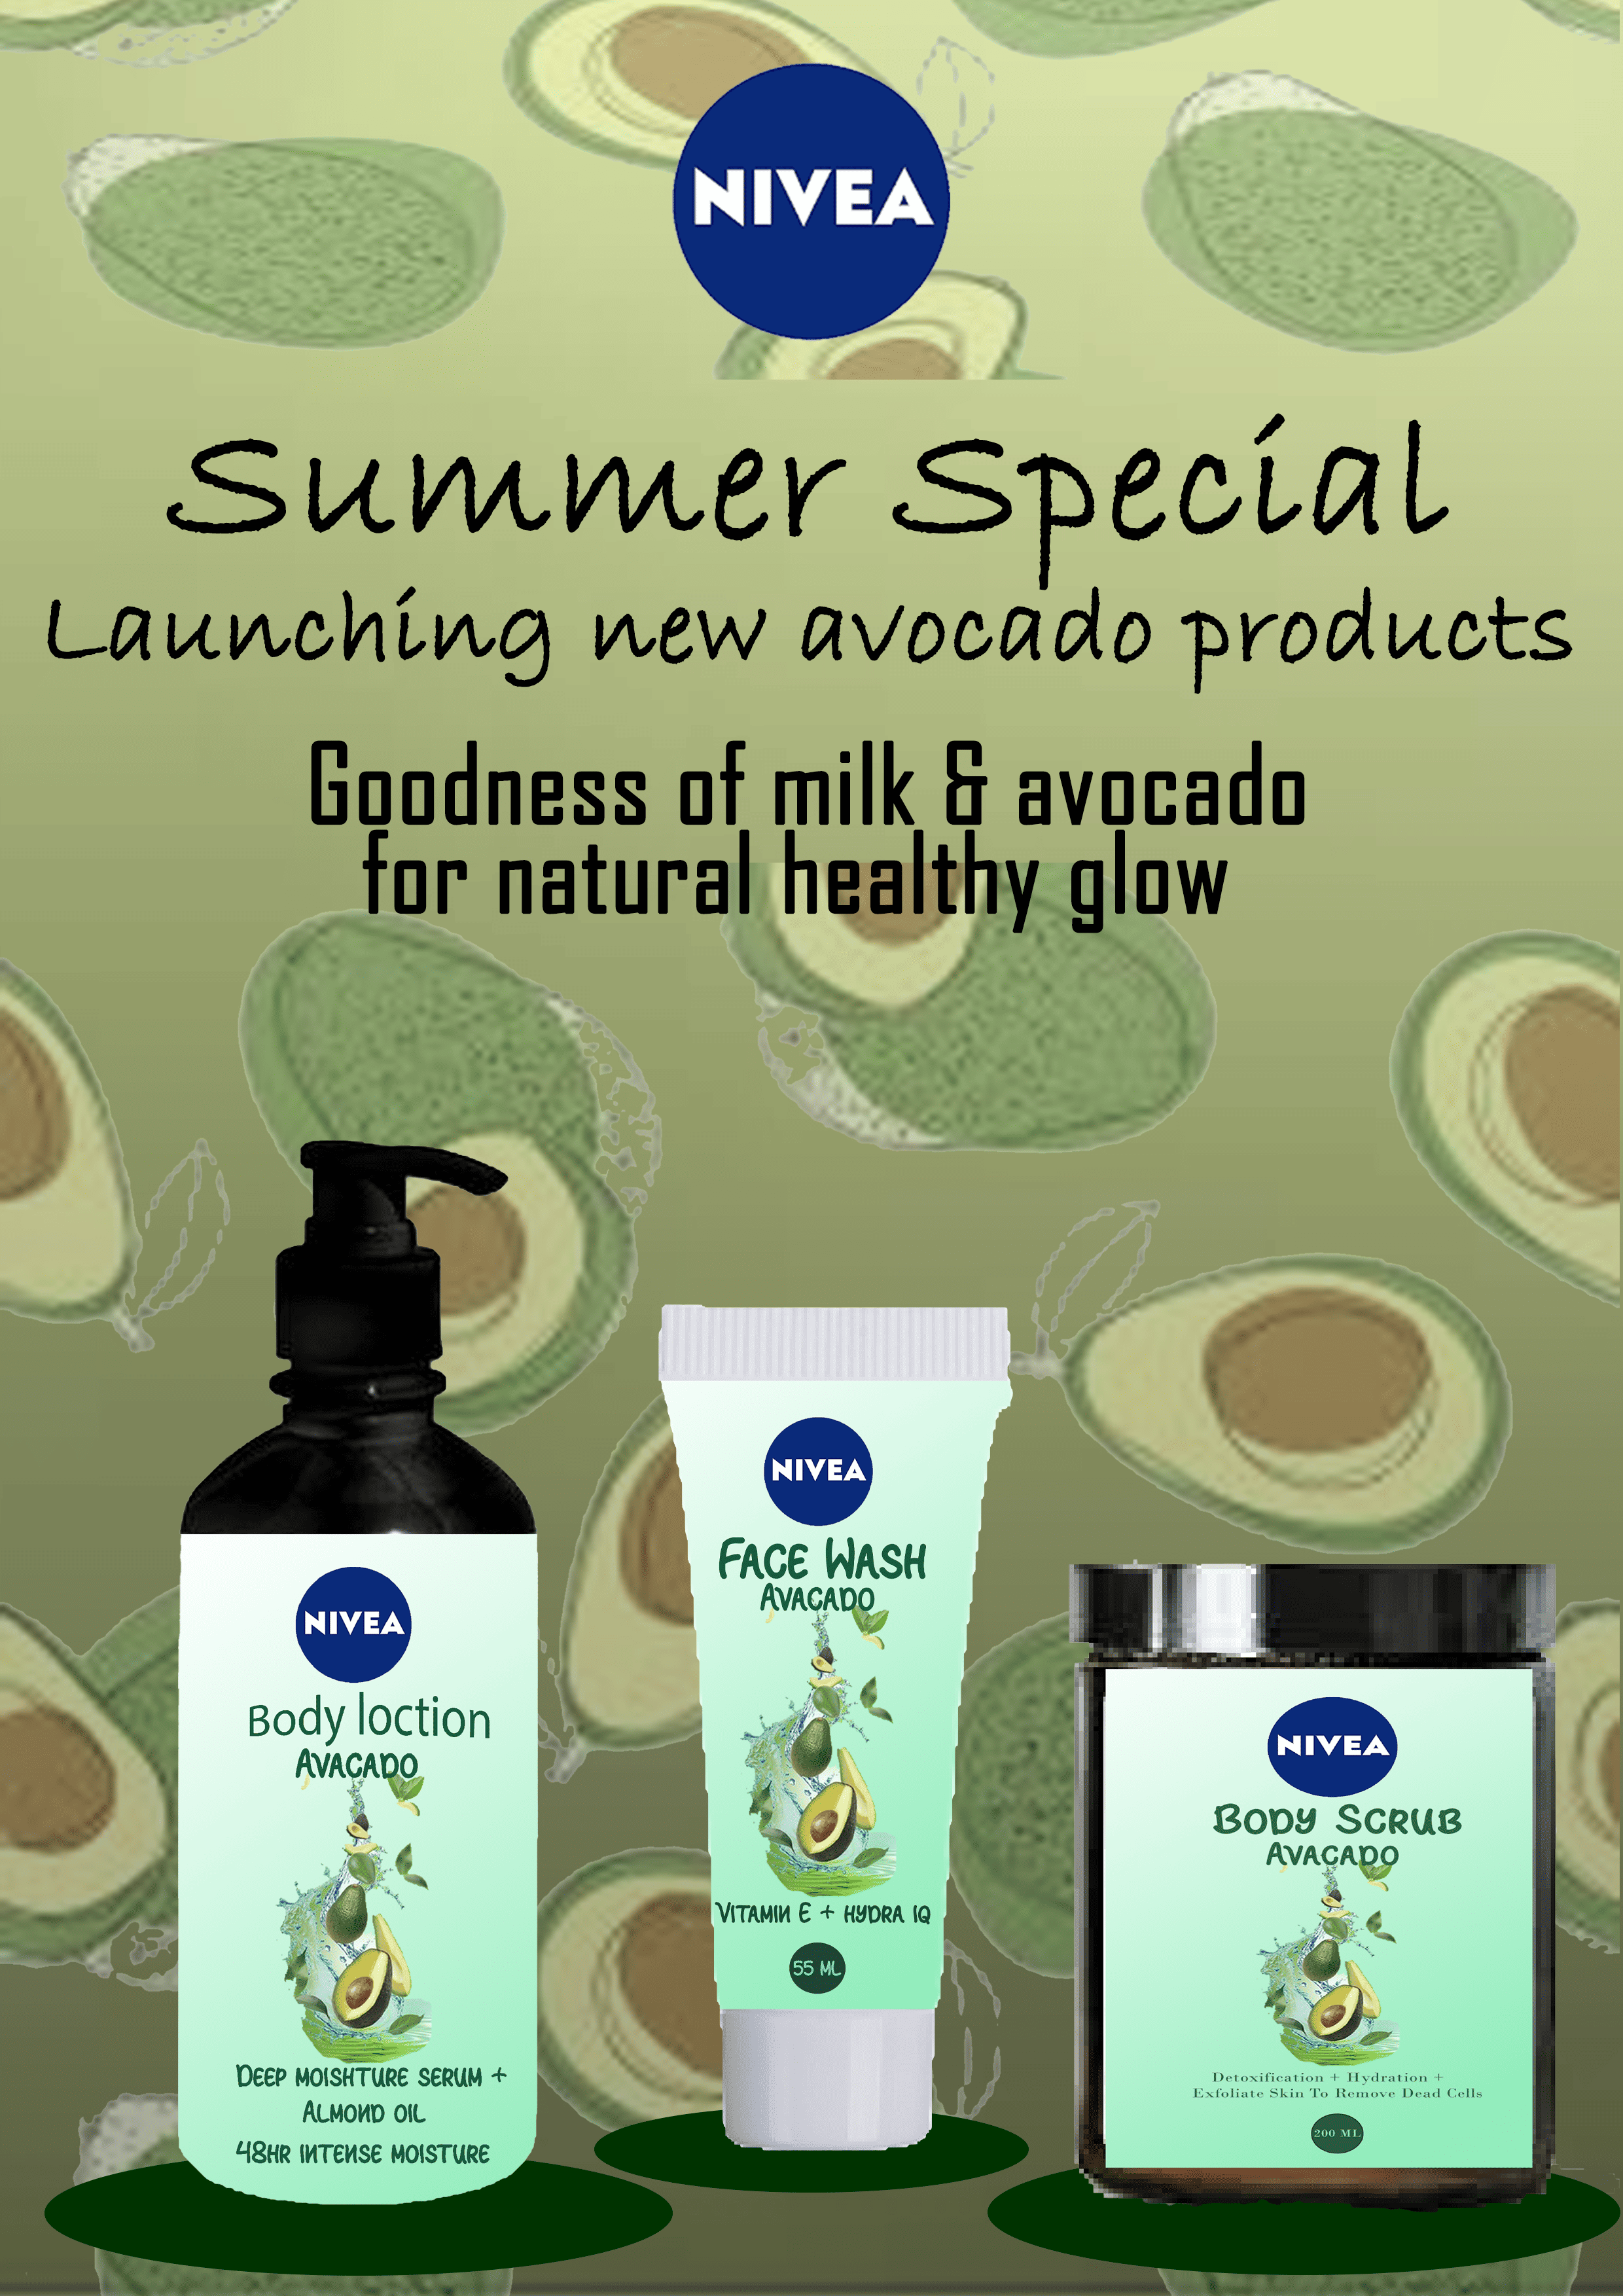 NIVEA
Summer Special
Launching new avocado products
Goodness of milk & avocado
for natural healthy glow
NIVEA
Body loction
AVACADO
DEEP MOISHTURE SERUM +
ALMOND OIL
48HR INTENSE MOISTURE
NIVEA
FACE WASH
AVACADO
VITAMIN E + HYDRA IQ
55 ML
NIVEA
BODY SCRUB
AVACADO
Detoxification + Hydration +
Exfoliate Skin To Remove Dead Cells
200 ML